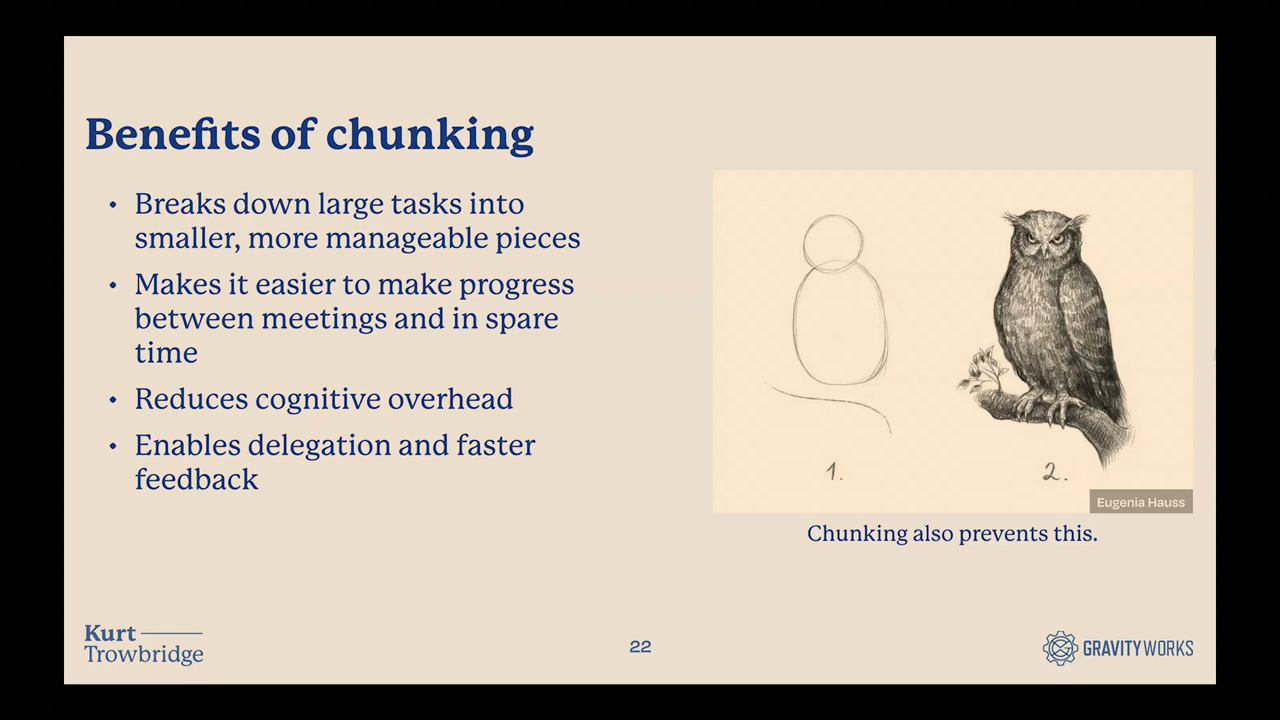 Benefits of chunking
• Breaks down large tasks into
smaller, more manageable pieces
• Makes it easier to make progress
between meetings and in spare
time
• Reduces cognitive overhead
• Enables delegation and faster
feedback
1.
2.
Eugenia Hauss
Chunking also prevents this.
Kurt
Trowbridge
22
GRAVITYWORKS